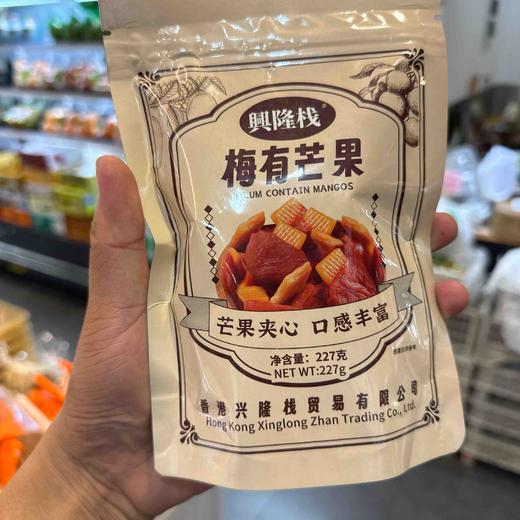 興隆栈®
梅有芒果
PLUM CONTAIN MANGOS
芒果夹心 口感丰富
净含量：227克
NET WT:227g
香港兴隆栈贸易有限公司
Hong Kong Xinglong Zhan Trading Co., Ltd.